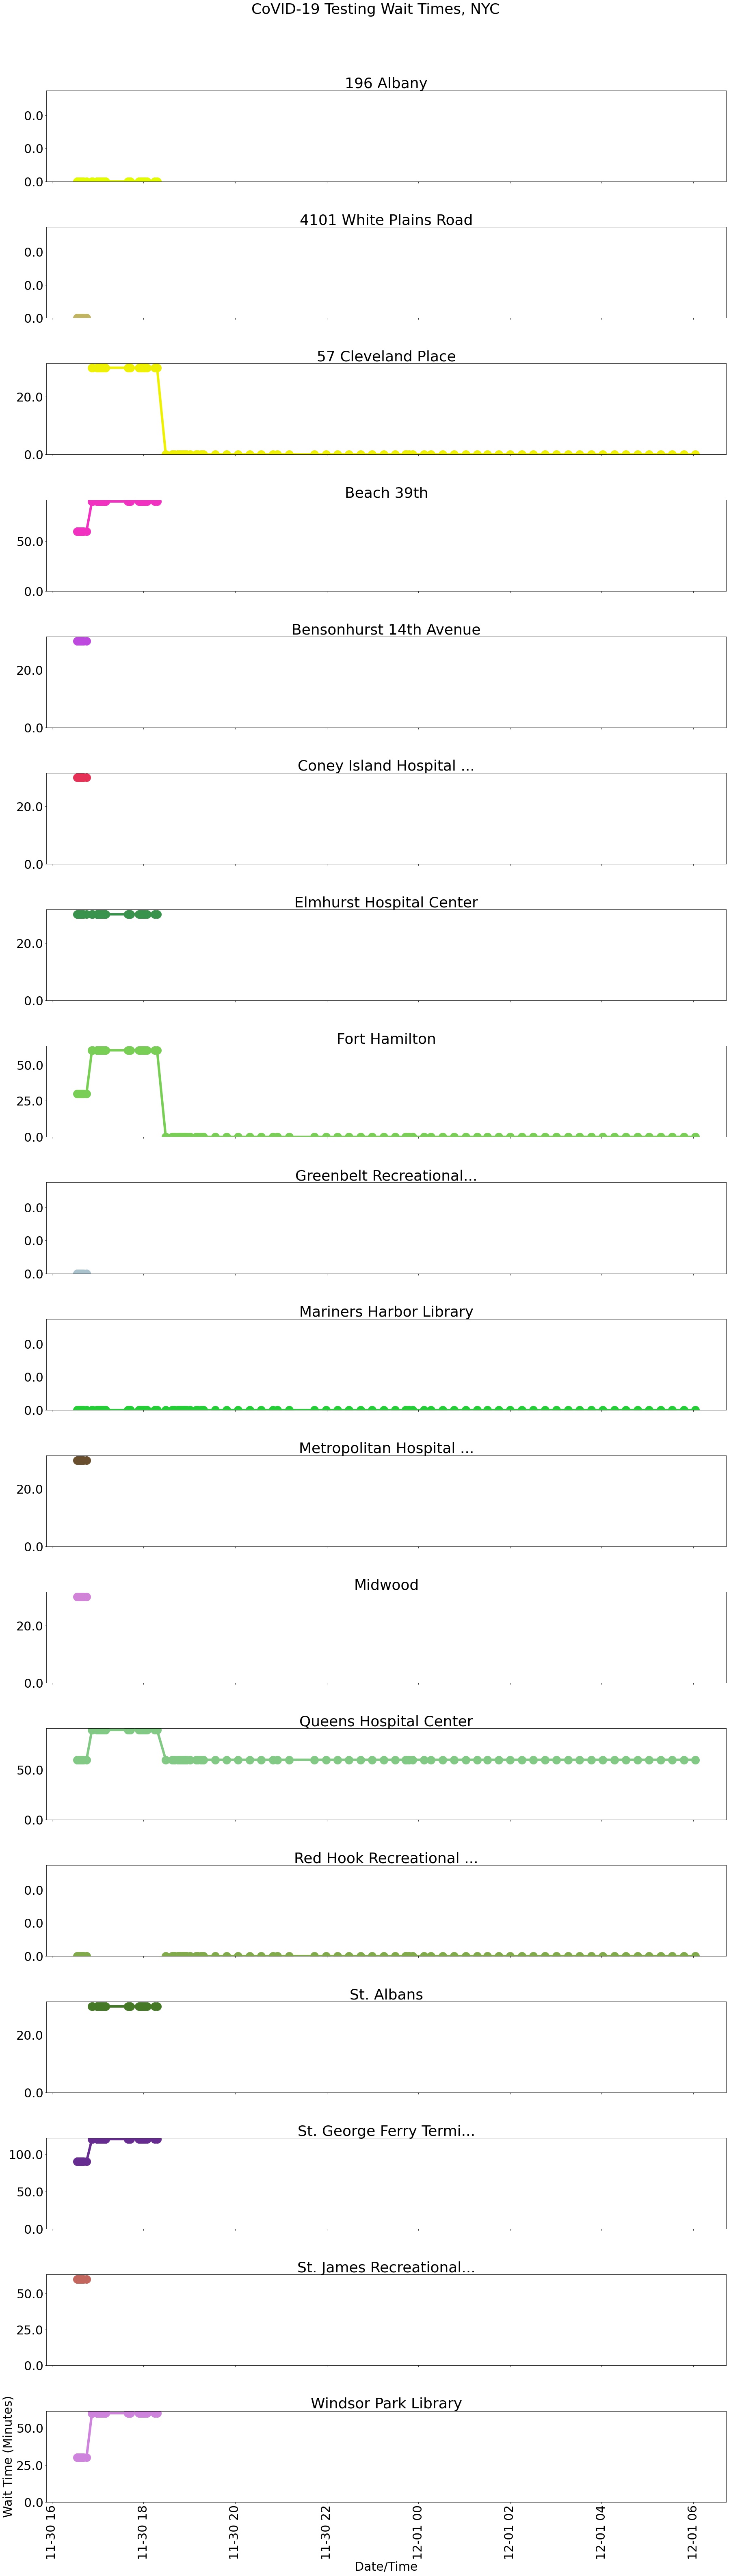 CoVID-19 Testing Wait Times, NYC
196 Albany
0.0
0.0
0.0
4101 White Plains Road
0.0
0.0
0.0
57 Cleveland Place
20.0
0.0
Beach 39th
50.0
0.0
Bensonhurst 14th Avenue
20.0
0.0
Coney Island Hospital ...
20.0
0.0
Elmhurst Hospital Center
20.0
0.0
Fort Hamilton
50.0
25.0
0.0
Greenbelt Recreational...
0.0
0.0
0.0
Mariners Harbor Library
0.0
0.0
0.0
Metropolitan Hospital ...
20.0
0.0
Midwood
20.0
0.0
Queens Hospital Center
50.0
0.0
Red Hook Recreational ...
0.0
0.0
0.0
St. Albans
20.0
0.0
St. George Ferry Termi...
100.0
50.0
0.0
St. James Recreational...
50.0
25.0
0.0
Windsor Park Library
50.0
25.0
0.0
Wait Time (Minutes)
11-30 16
11-30 18
11-30 20
11-30 22
12-01 00
12-01 02
12-01 04
12-01 06
Date/Time